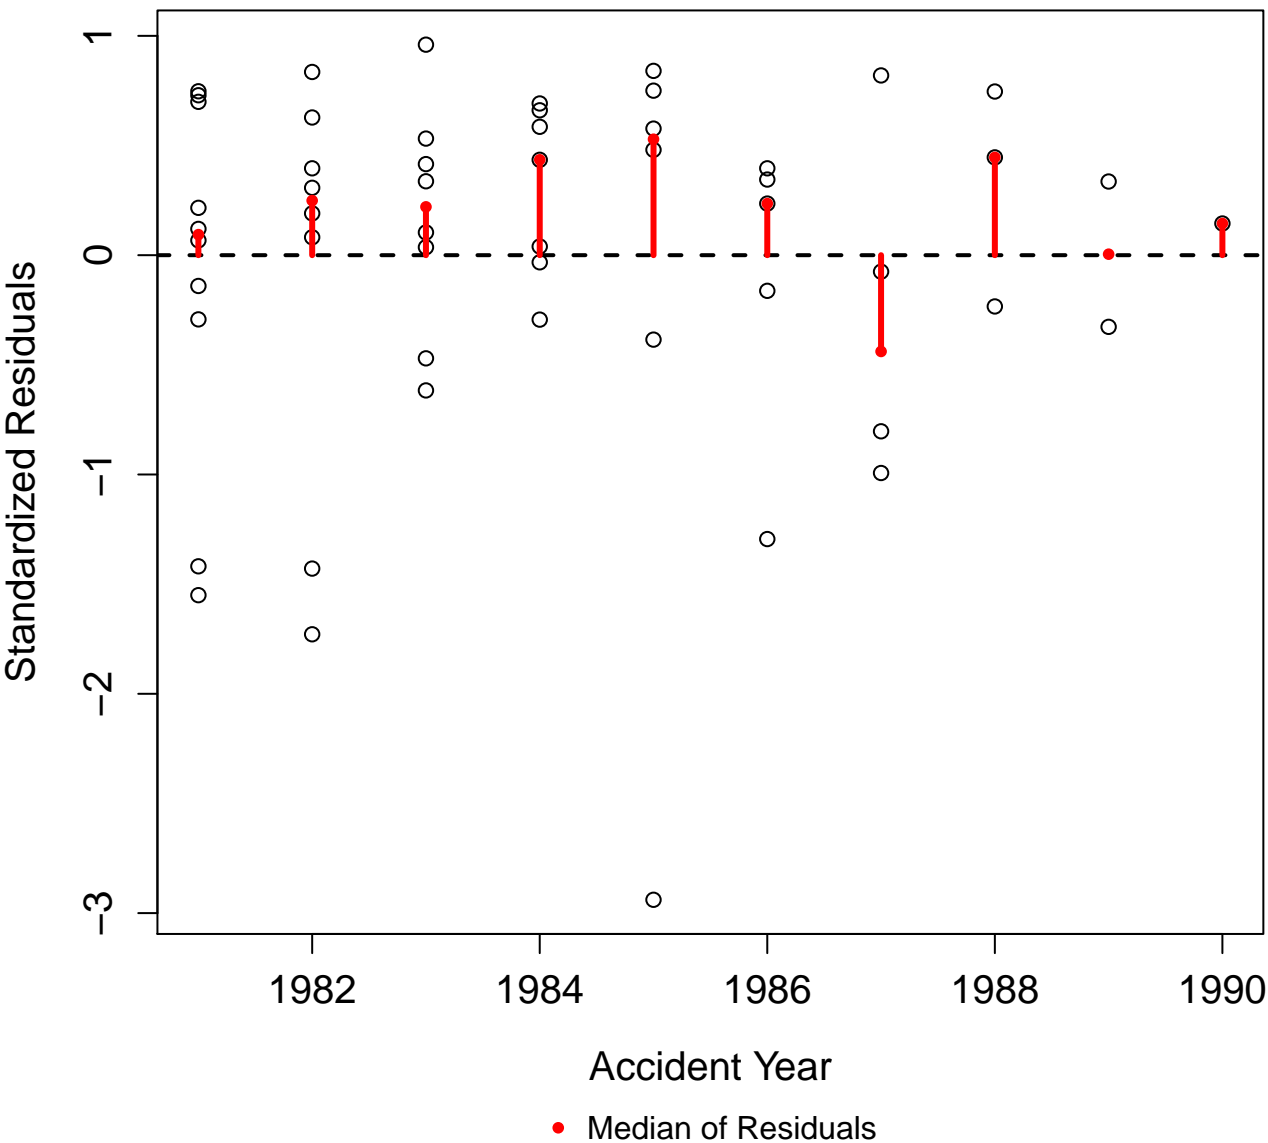 Standardized Residuals
1
0
−1
−2
−3
1982 1984 1986 1988 1990
Accident Year
Median of Residuals